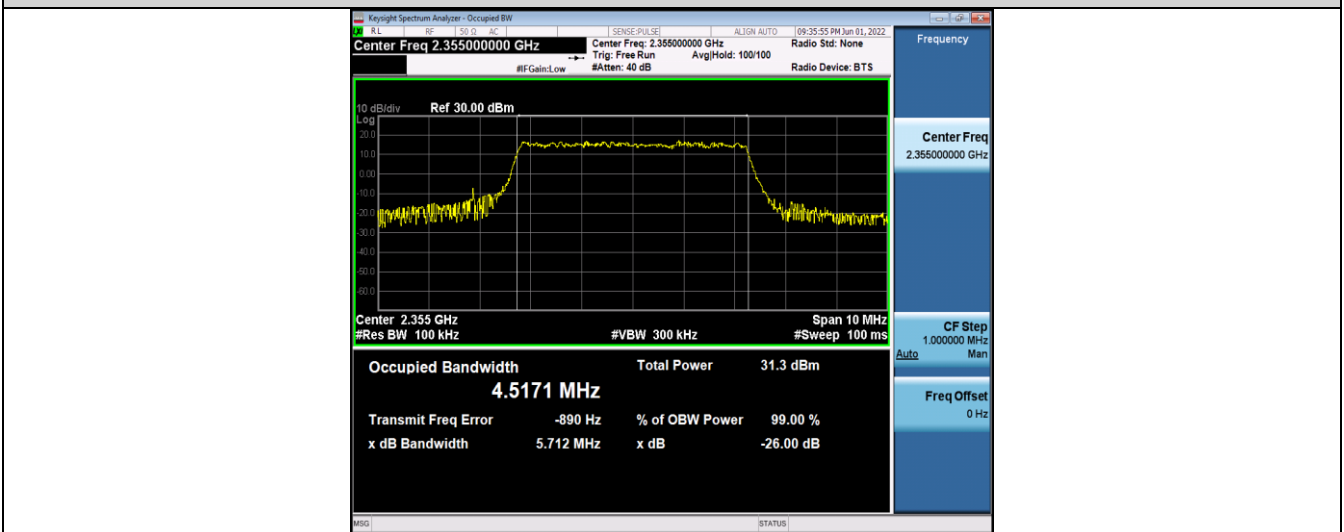 Keysight Spectrum Analyzer - Occupied BW
RL RF 50 Ω AC SENSE:PULSE ALIGN AUTO 09:35:55 PM Jun 01, 2022
Center Freq 2.355000000 GHz
Center Freq: 2.355000000 GHz Radio Std: None
Trig: Free Run Avg|Hold: 100/100
#IFGain:Low #Atten: 40 dB Radio Device: BTS
Frequency
10 dB/div Ref 30.00 dBm
Log
20.0
10.0
0.00
-10.0
-20.0
-30.0
-40.0
-50.0
-60.0
Center 2.355 GHz Span 10 MHz
#Res BW 100 kHz #VBW 300 kHz #Sweep 100 ms
Center Freq
2.355000000 GHz
CF Step
1.000000 MHz
Auto Man
Freq Offset
0 Hz
Occupied Bandwidth Total Power 31.3 dBm
4.5171 MHz
Transmit Freq Error -890 Hz % of OBW Power 99.00 %
x dB Bandwidth 5.712 MHz x dB -26.00 dB
MSG STATUS